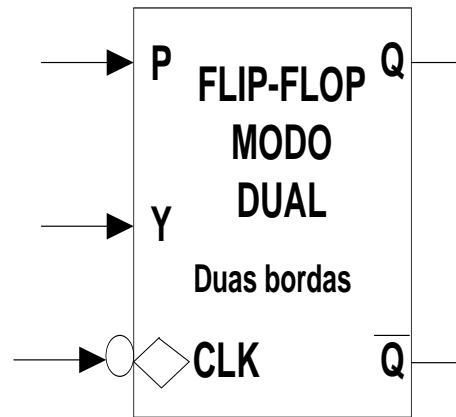 P
Q
FLIP-FLOP
MODO
DUAL
Y
Duas bordas
CLK
Q̅